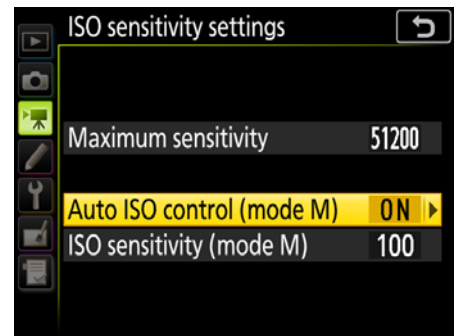 ISO sensitivity settings
Maximum sensitivity 51200
Auto ISO control (mode M) ON
ISO sensitivity (mode M) 100